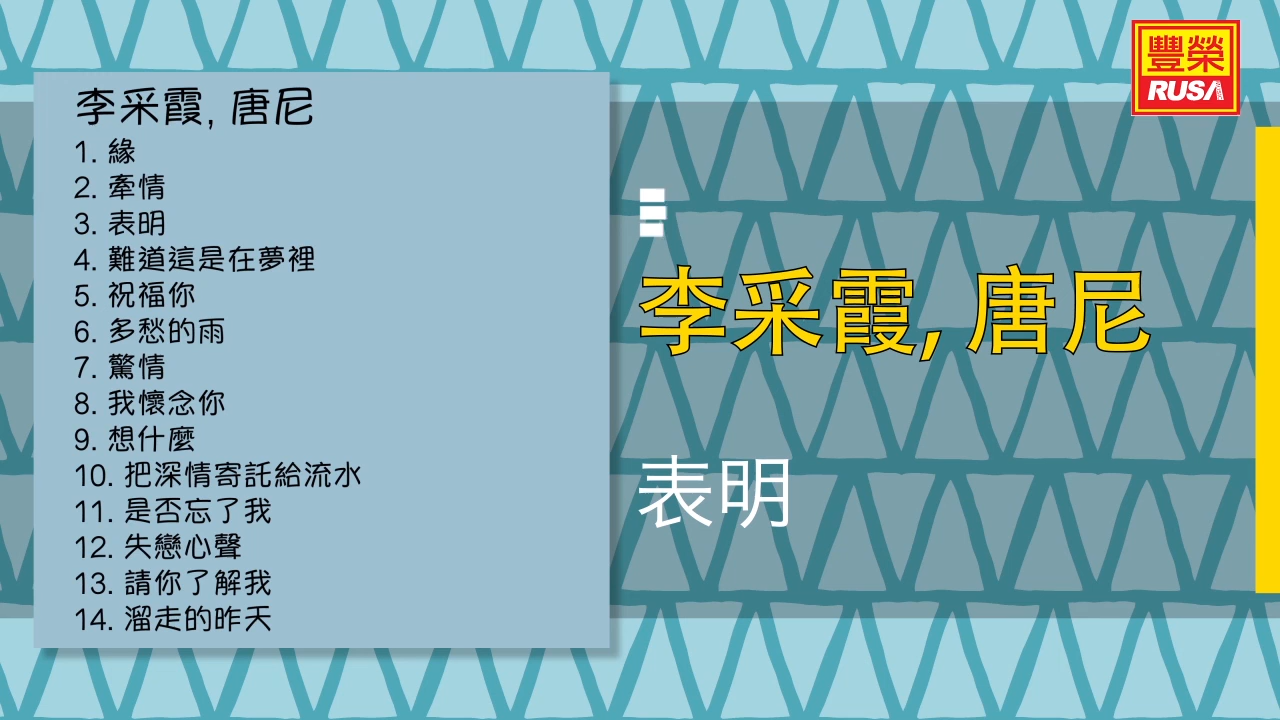 李采霞, 唐尼
1. 緣
2. 牽情
3. 表明
4. 難道這是在夢裡
5. 祝福你
6. 多愁的雨
7. 驚情
8. 我懷念你
9. 想什麼
10. 把深情寄託給流水
11. 是否忘了我
12. 失戀心聲
13. 請你了解我
14. 溜走的昨天
豐榮
RUSA
李采霞, 唐尼
表明